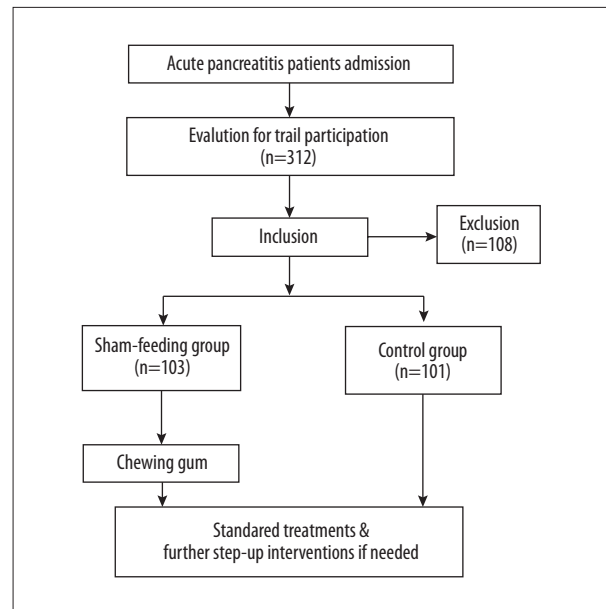 Acute pancreatitis patients admission
Evalution for trail participation
(n=312)
Inclusion
Exclusion
(n=108)
Sham-feeding group
(n=103)
Control group
(n=101)
Chewing gum
Standared treatments &
further step-up interventions if needed